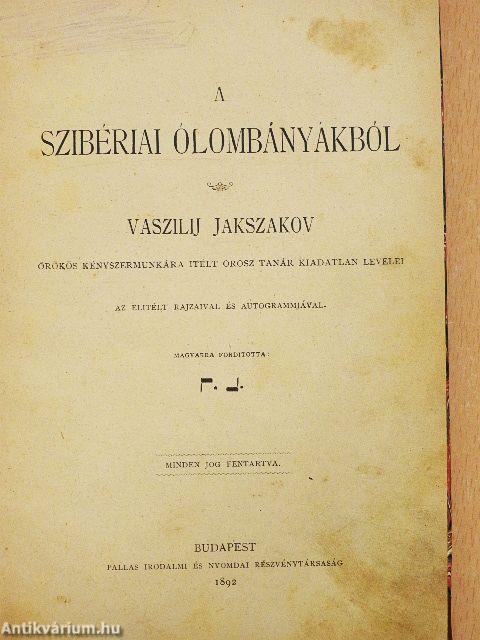 A
SZIBÉRIAI ÓLOMBÁNYÁKBÓL
VASZILIJ JAKSZAKOV
ÖRÖKÖS KÉNYSZERMUNKÁRA ITÉLT OROSZ TANÁR KIADATLAN LEVELEI
AZ ELITÉLT RAJZAIVAL ÉS AUTOGRAMMJÁVAL.
MAGYARRA FORDITOTTA:
MINDEN JOG FENTARTVA.
BUDAPEST
PALLAS IRODALMI ÉS NYOMDAI RÉSZVÉNYTÁRSASÁG
1892
Antikvárium.hu